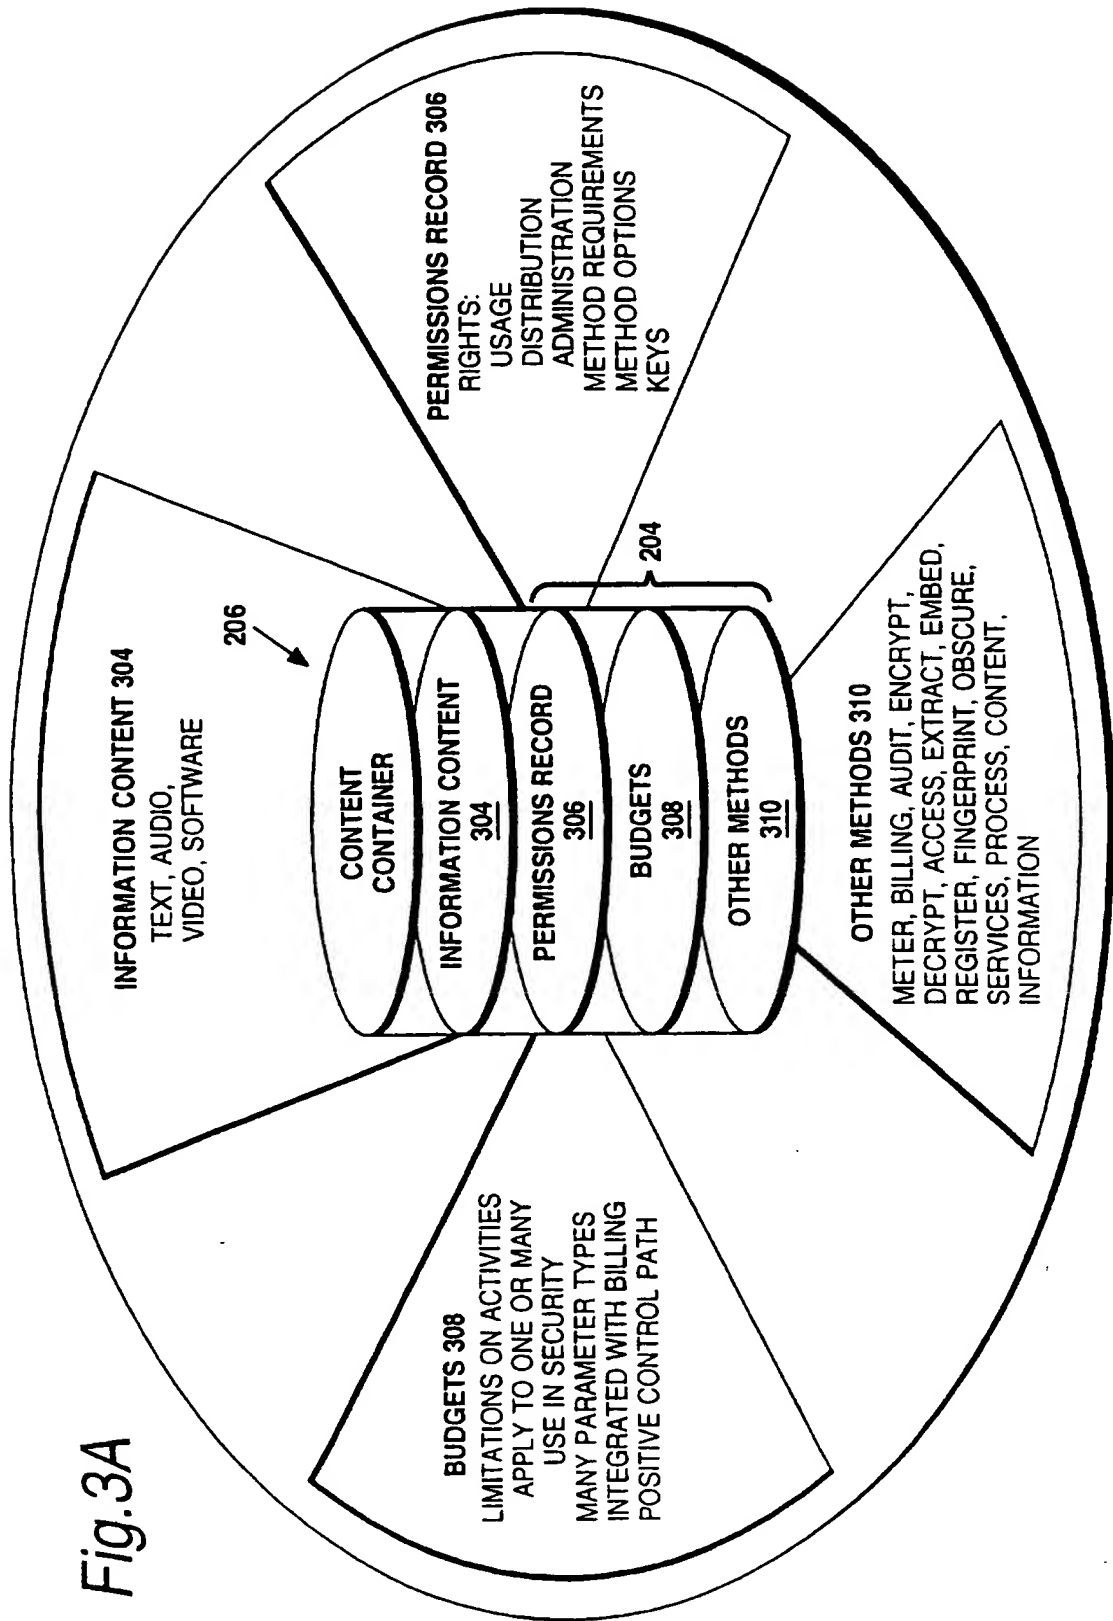 Fig.3A
INFORMATION CONTENT 304
TEXT, AUDIO,
VIDEO, SOFTWARE
206
CONTENT
CONTAINER
INFORMATION CONTENT
304
PERMISSIONS RECORD
306
BUDGETS
308
OTHER METHODS
310
204
BUDGETS 308
LIMITATIONS ON ACTIVITIES
APPLY TO ONE OR MANY
USE IN SECURITY
MANY PARAMETER TYPES
INTEGRATED WITH BILLING
POSITIVE CONTROL PATH
PERMISSIONS RECORD 306
RIGHTS:
USAGE
DISTRIBUTION
ADMINISTRATION
METHOD REQUIREMENTS
METHOD OPTIONS
KEYS
OTHER METHODS 310
METER, BILLING, AUDIT, ENCRYPT,
DECRYPT, ACCESS, EXTRACT, EMBED,
REGISTER, FINGERPRINT, OBSCURE,
SERVICES, PROCESS, CONTENT,
INFORMATION